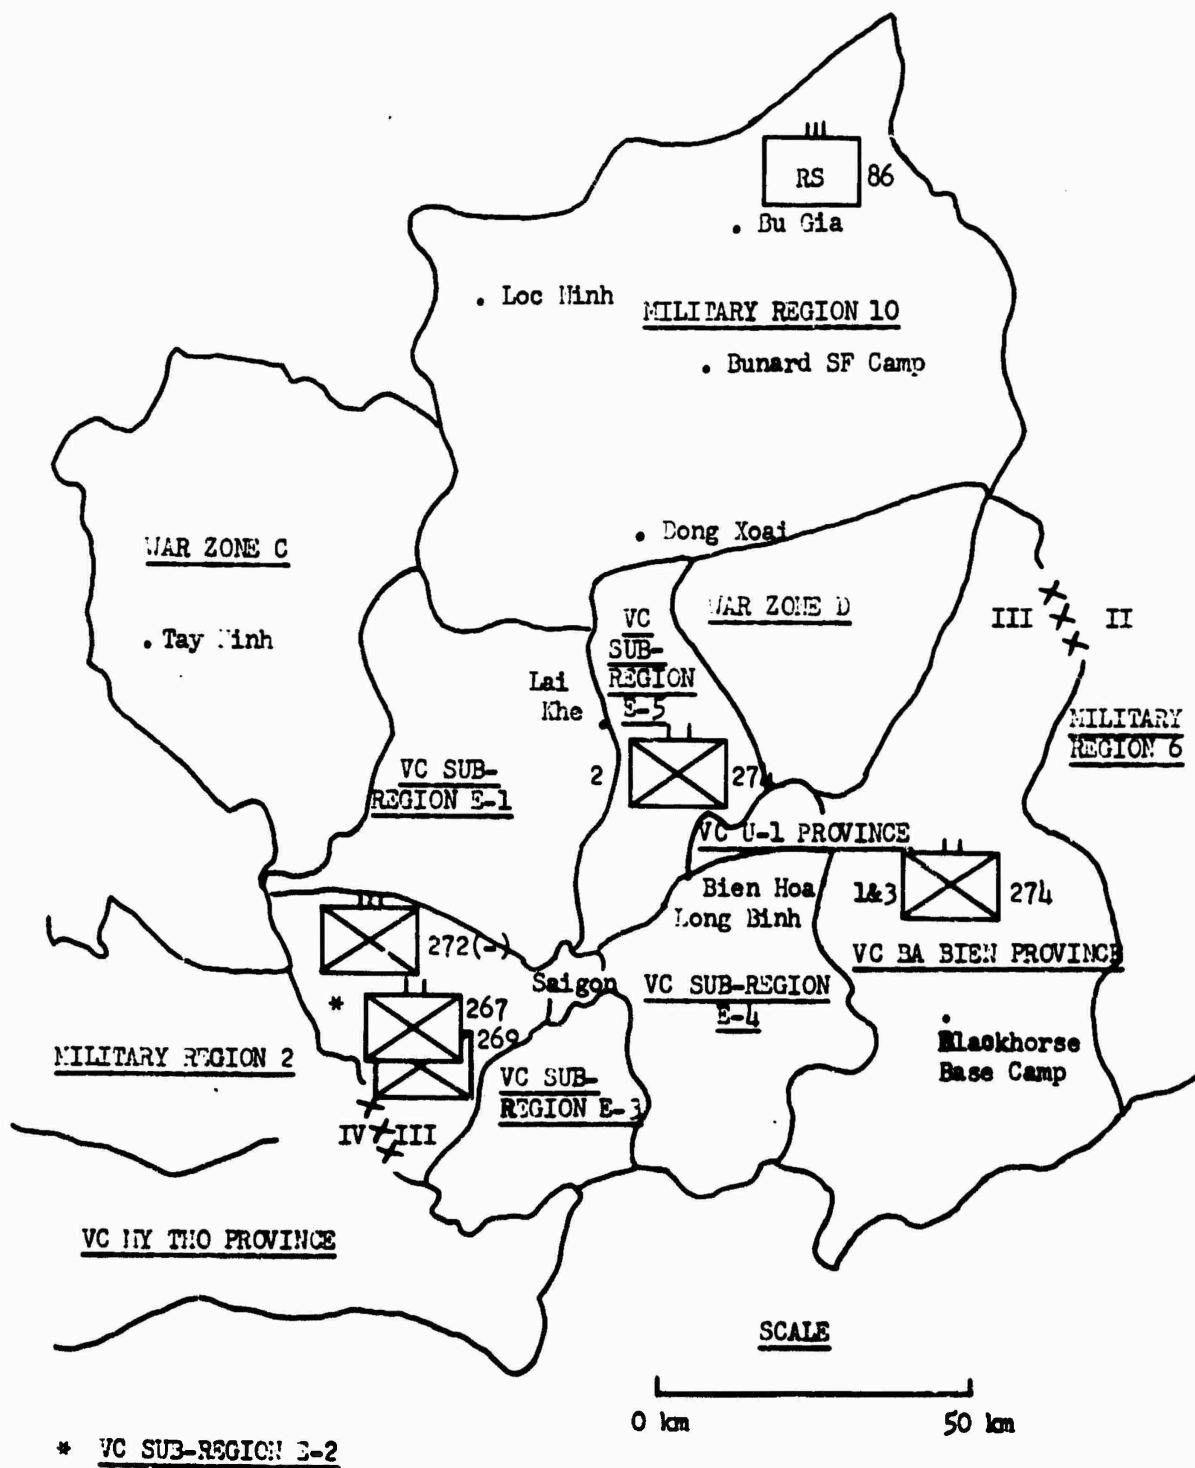 RS
86
Bu Gia
Loc Ninh
MILITARY REGION 10
Bunard SF Camp
Dong Xoai
WAR ZONE C
Tay Ninh
VC
SUB-
REGION
E-5
WAR ZONE D
III
II
Lai
Khe
MILITARY
REGION 6
2
274
VC SUB-
REGION E-1
VC U-1 PROVINCE
Bien Hoa
Long Binh
1&3
274
VC BA BIEN PROVINCE
272(-)
Saigon
VC SUB-REGION
E-4
*
267
269
MILITARY REGION 2
Blackhorse
Base Camp
VC SUB-
REGION E-3
IV
III
VC MY THO PROVINCE
SCALE
0 km
50 km
* VC SUB-REGION E-2